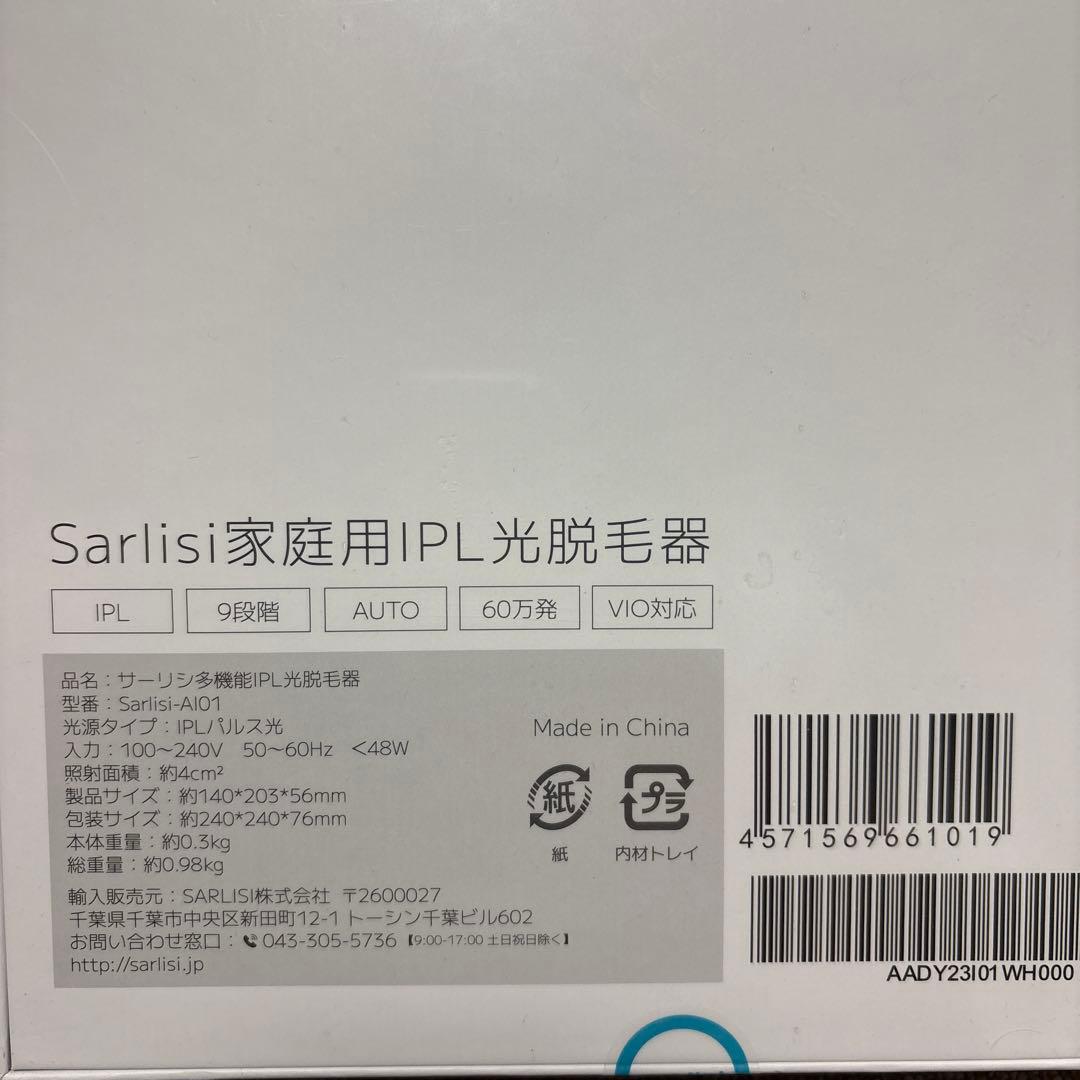 Sarlisi家庭用IPL光脱毛器
IPL 9段階 AUTO 60万発 VIO対応
品名：サーリシ多機能IPL光脱毛器
型番：Sarlisi-AI01
光源タイプ：IPLパルス光
入力：100～240V 50～60Hz ＜48W
照射面積：約4cm²
製品サイズ：約140*203*56mm
包装サイズ：約240*240*76mm
本体重量：約0.3kg
総重量：約0.98kg
輸入販売元：SARLISI株式会社 〒2600027
千葉県千葉市中央区新田町12-1 トーシン千葉ビル602
お問い合わせ窓口：043-305-5736【9:00-17:00 土日祝日除く】
http://sarlisi.jp
Made in China
紙 プラ
紙 内材トレイ
4571569661019
AADY23I01WH000